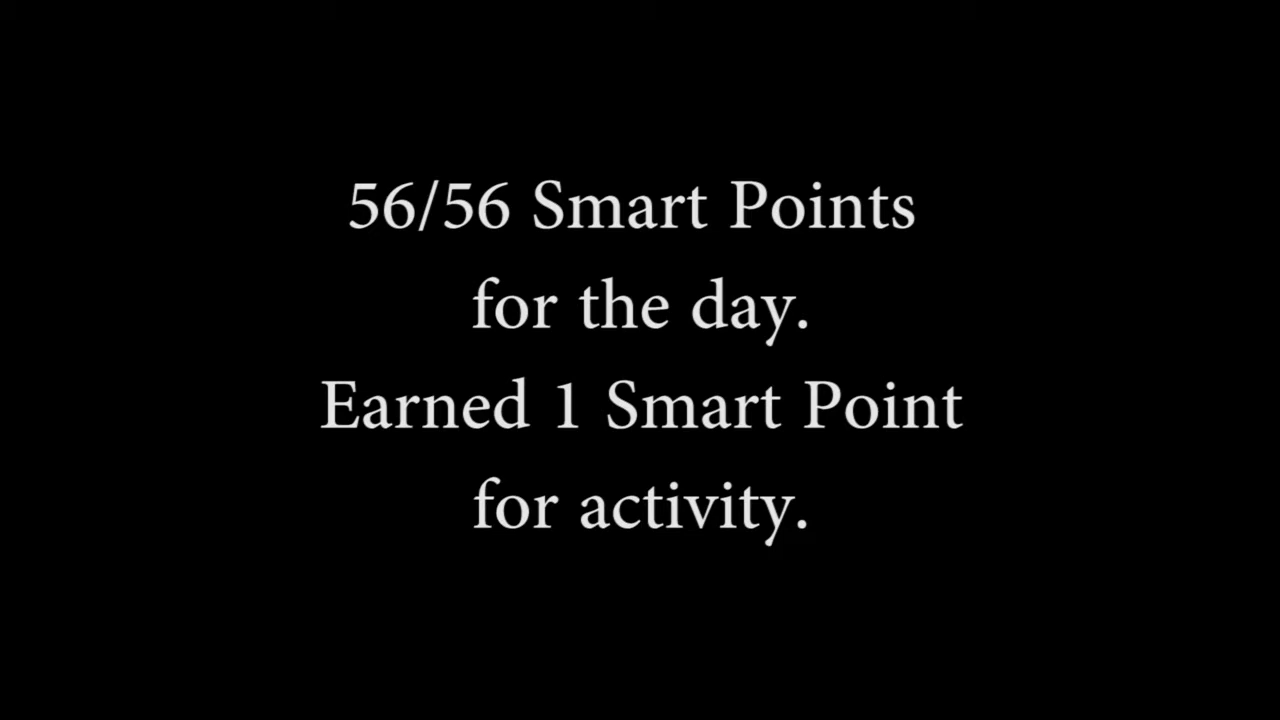 56/56 Smart Points
for the day.
Earned 1 Smart Point
for activity.